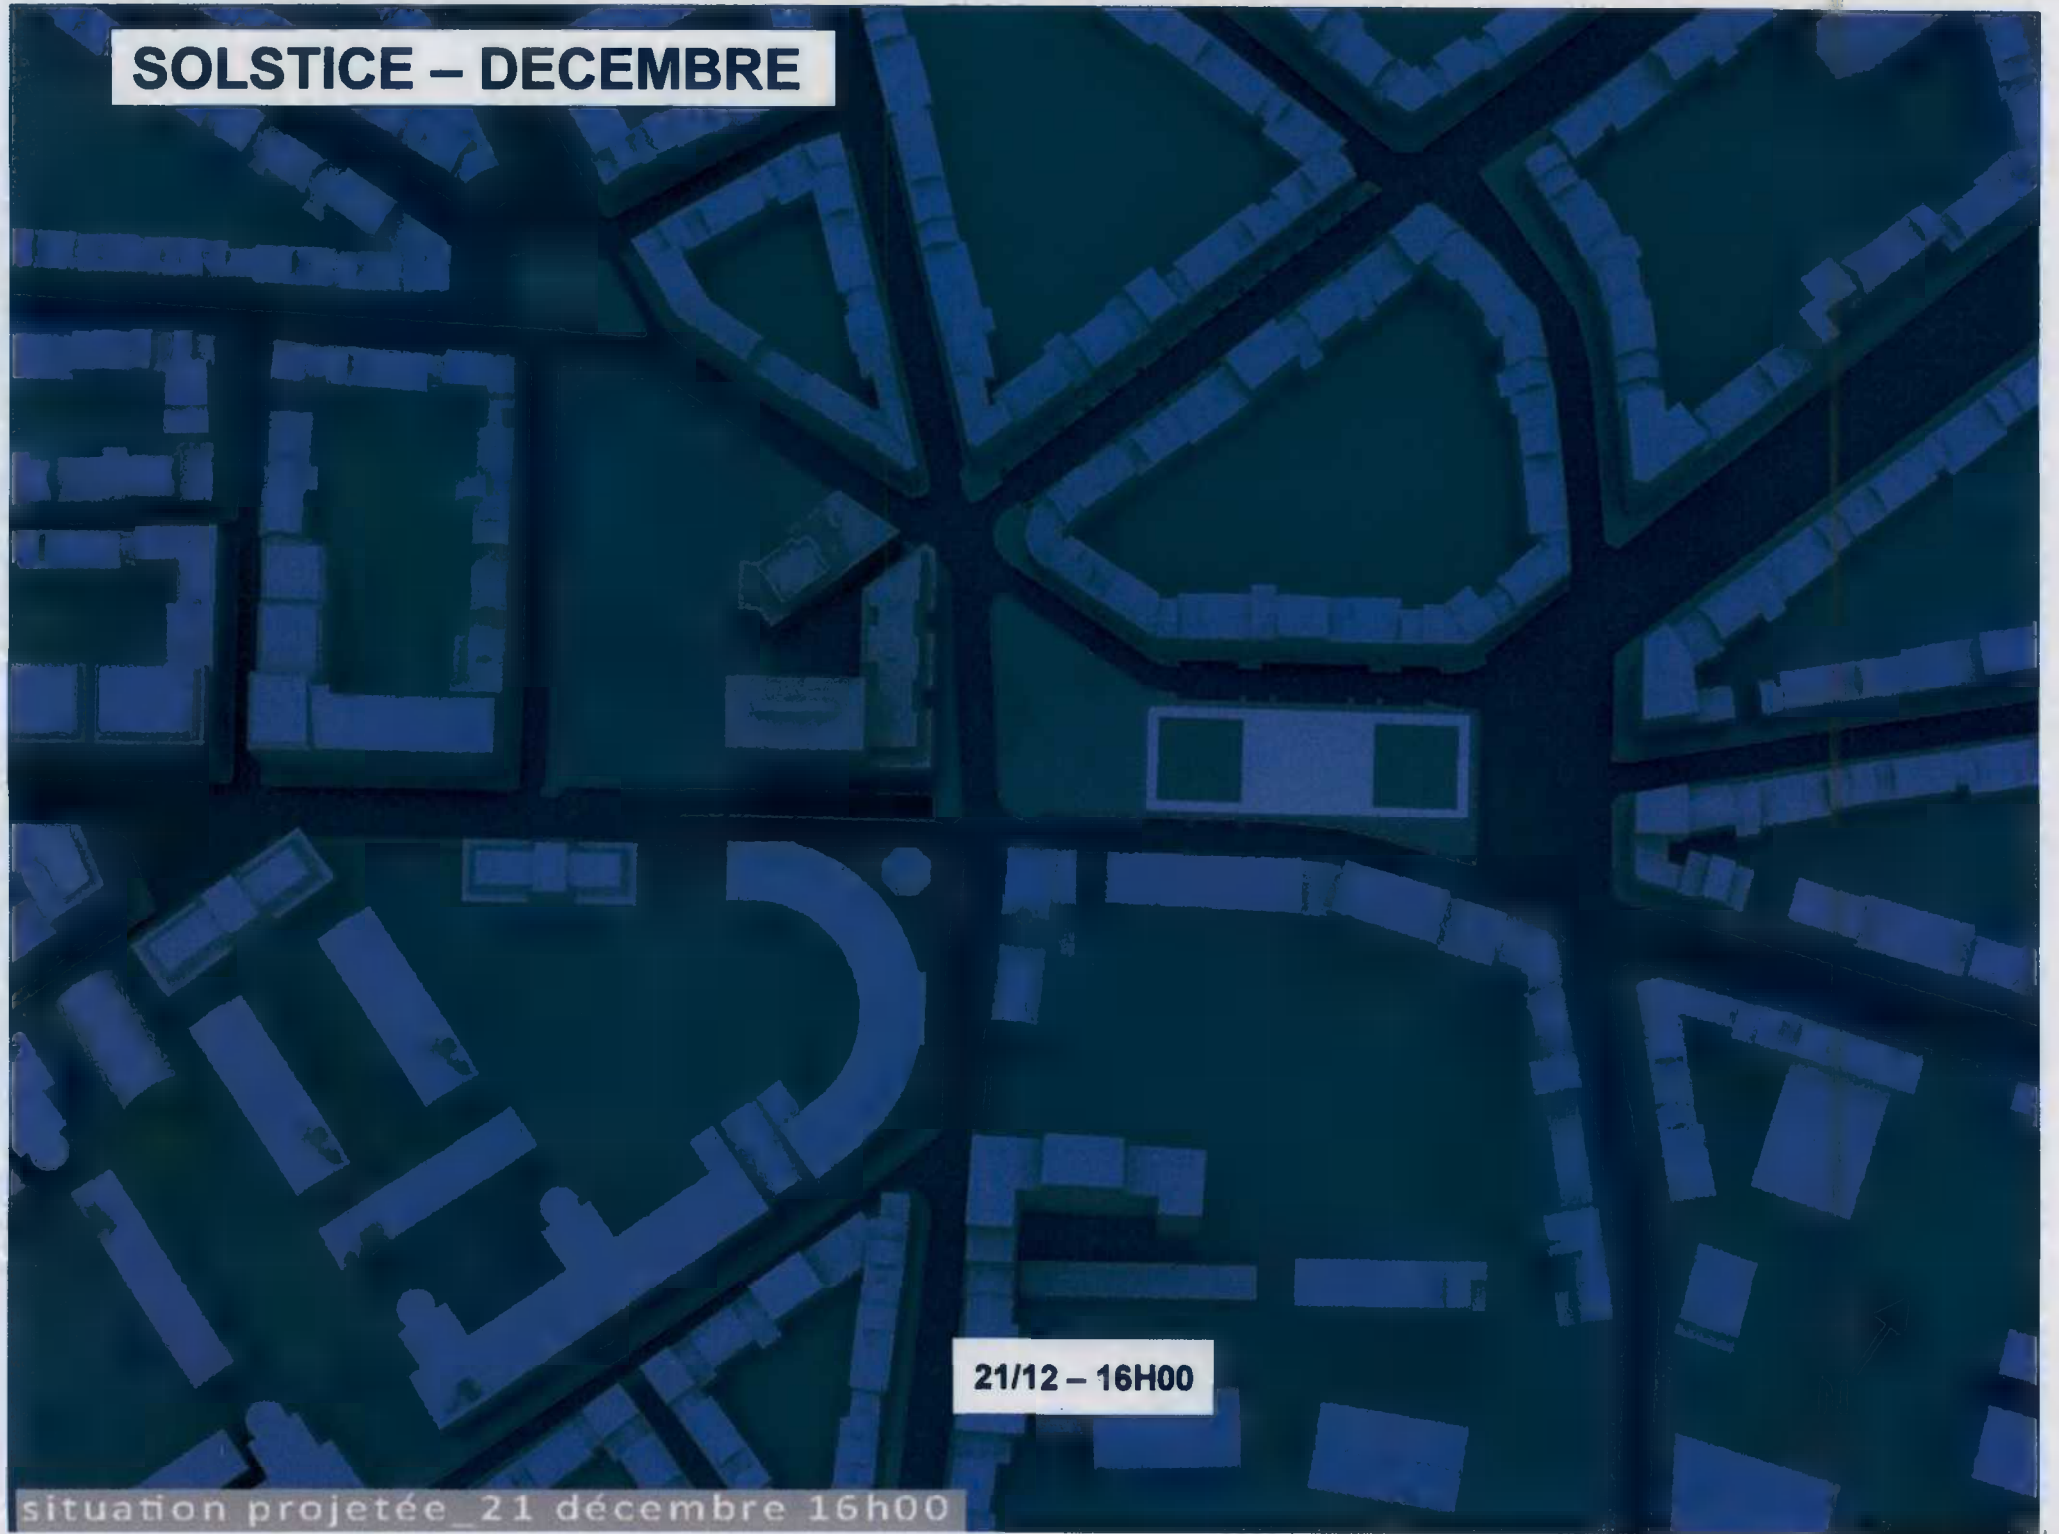 SOLSTICE – DECEMBRE
21/12 – 16H00
situation projetée_21 décembre 16h00